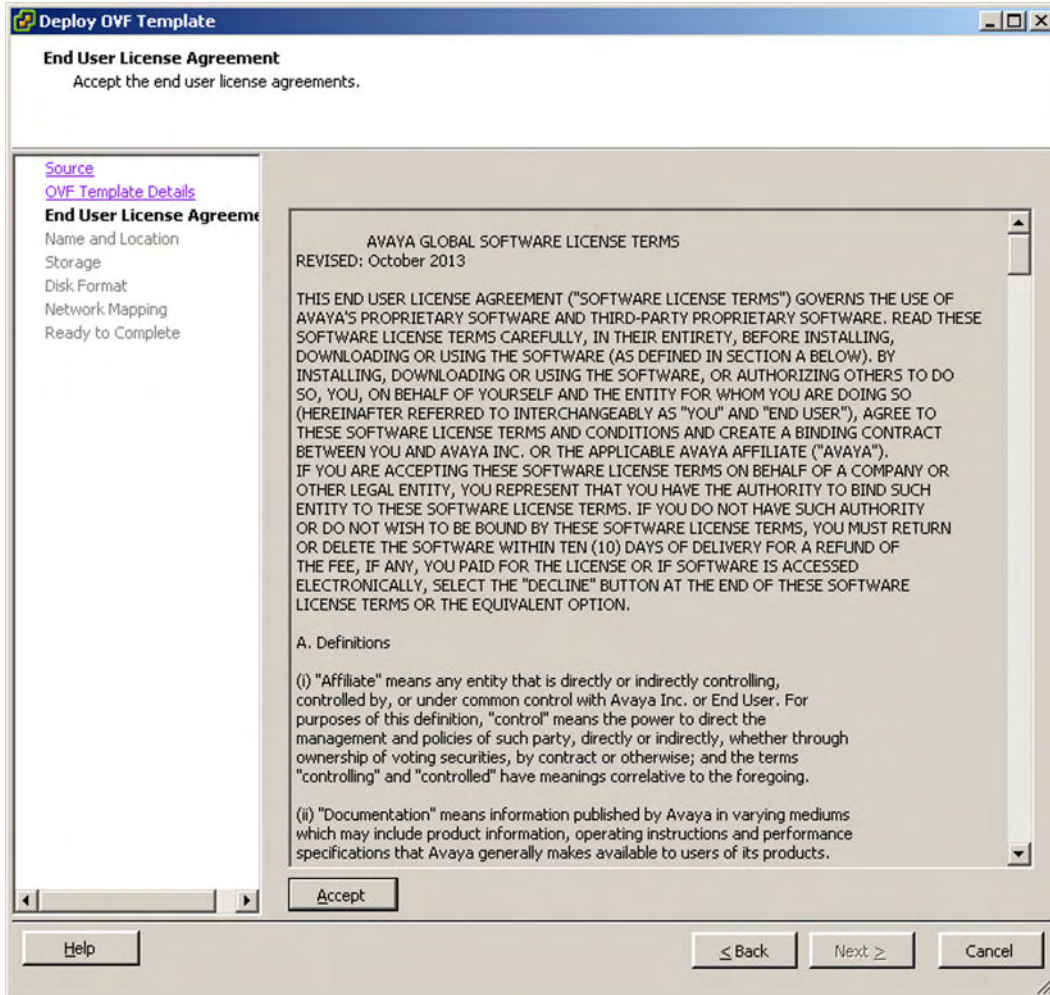 Deploy OVF Template
End User License Agreement
Accept the end user license agreements.
Source
OVF Template Details
End User License Agreeme
Name and Location
Storage
Disk Format
Network Mapping
Ready to Complete
AVAYA GLOBAL SOFTWARE LICENSE TERMS
REVISED: October 2013
THIS END USER LICENSE AGREEMENT ("SOFTWARE LICENSE TERMS") GOVERNS THE USE OF
AVAYA'S PROPRIETARY SOFTWARE AND THIRD-PARTY PROPRIETARY SOFTWARE. READ THESE
SOFTWARE LICENSE TERMS CAREFULLY, IN THEIR ENTIRETY, BEFORE INSTALLING,
DOWNLOADING OR USING THE SOFTWARE (AS DEFINED IN SECTION A BELOW). BY
INSTALLING, DOWNLOADING OR USING THE SOFTWARE, OR AUTHORIZING OTHERS TO DO
SO, YOU, ON BEHALF OF YOURSELF AND THE ENTITY FOR WHOM YOU ARE DOING SO
(HEREINAFTER REFERRED TO INTERCHANGEABLY AS "YOU" AND "END USER"), AGREE TO
THESE SOFTWARE LICENSE TERMS AND CONDITIONS AND CREATE A BINDING CONTRACT
BETWEEN YOU AND AVAYA INC. OR THE APPLICABLE AVAYA AFFILIATE ("AVAYA").
IF YOU ARE ACCEPTING THESE SOFTWARE LICENSE TERMS ON BEHALF OF A COMPANY OR
OTHER LEGAL ENTITY, YOU REPRESENT THAT YOU HAVE THE AUTHORITY TO BIND SUCH
ENTITY TO THESE SOFTWARE LICENSE TERMS. IF YOU DO NOT HAVE SUCH AUTHORITY
OR DO NOT WISH TO BE BOUND BY THESE SOFTWARE LICENSE TERMS, YOU MUST RETURN
OR DELETE THE SOFTWARE WITHIN TEN (10) DAYS OF DELIVERY FOR A REFUND OF
THE FEE, IF ANY, YOU PAID FOR THE LICENSE OR IF SOFTWARE IS ACCESSED
ELECTRONICALLY, SELECT THE "DECLINE" BUTTON AT THE END OF THESE SOFTWARE
LICENSE TERMS OR THE EQUIVALENT OPTION.
A. Definitions
(i) "Affiliate" means any entity that is directly or indirectly controlling,
controlled by, or under common control with Avaya Inc. or End User. For
purposes of this definition, "control" means the power to direct the
management and policies of such party, directly or indirectly, whether through
ownership of voting securities, by contract or otherwise; and the terms
"controlling" and "controlled" have meanings correlative to the foregoing.
(ii) "Documentation" means information published by Avaya in varying mediums
which may include product information, operating instructions and performance
specifications that Avaya generally makes available to users of its products.
Accept
Help
< Back
Next >
Cancel